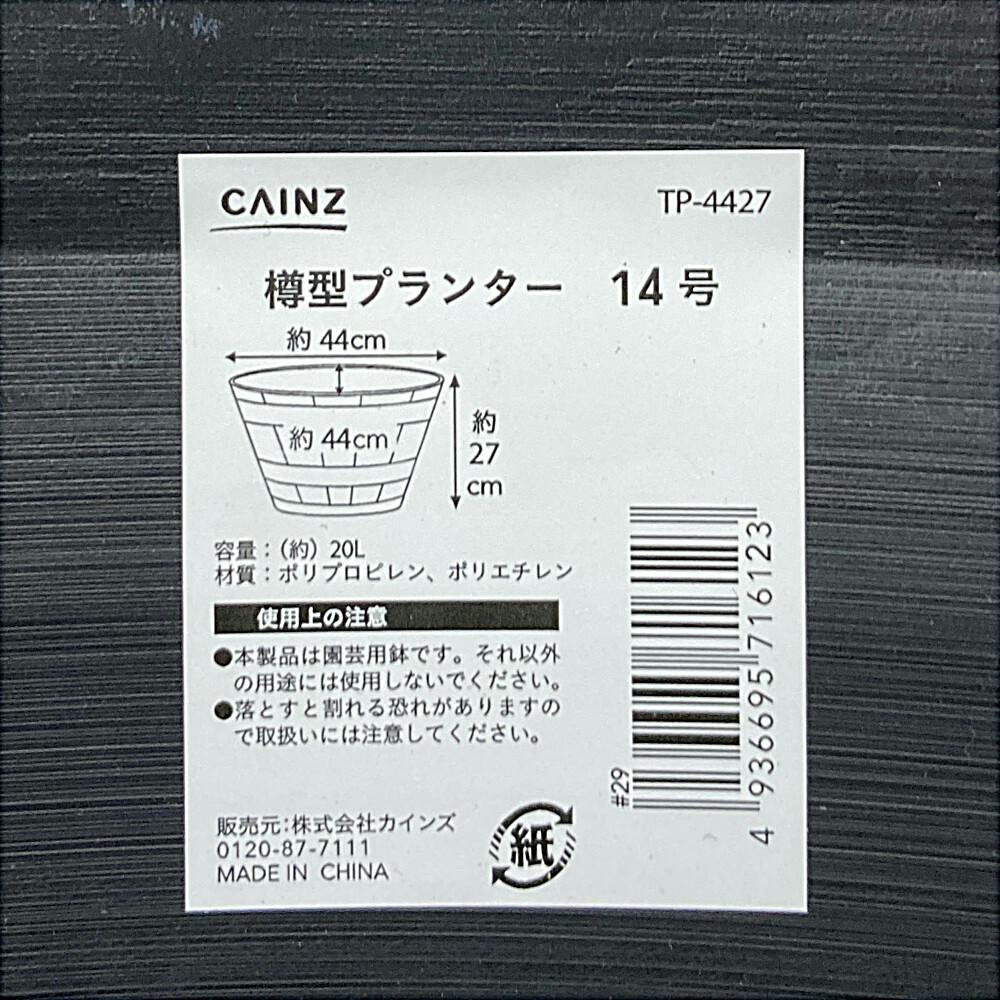 CAINZ
TP-4427
樽型プランター 14号
約 44cm
約 44cm
約
27
cm
容量：（約）20L
材質：ポリプロピレン、ポリエチレン
使用上の注意
●本製品は園芸用鉢です。それ以外
の用途には使用しないでください。
●落とすと割れる恐れがありますの
で取扱いには注意してください。
#29
4 936695 716123
販売元:株式会社カインズ
0120-87-7111
MADE IN CHINA
紙